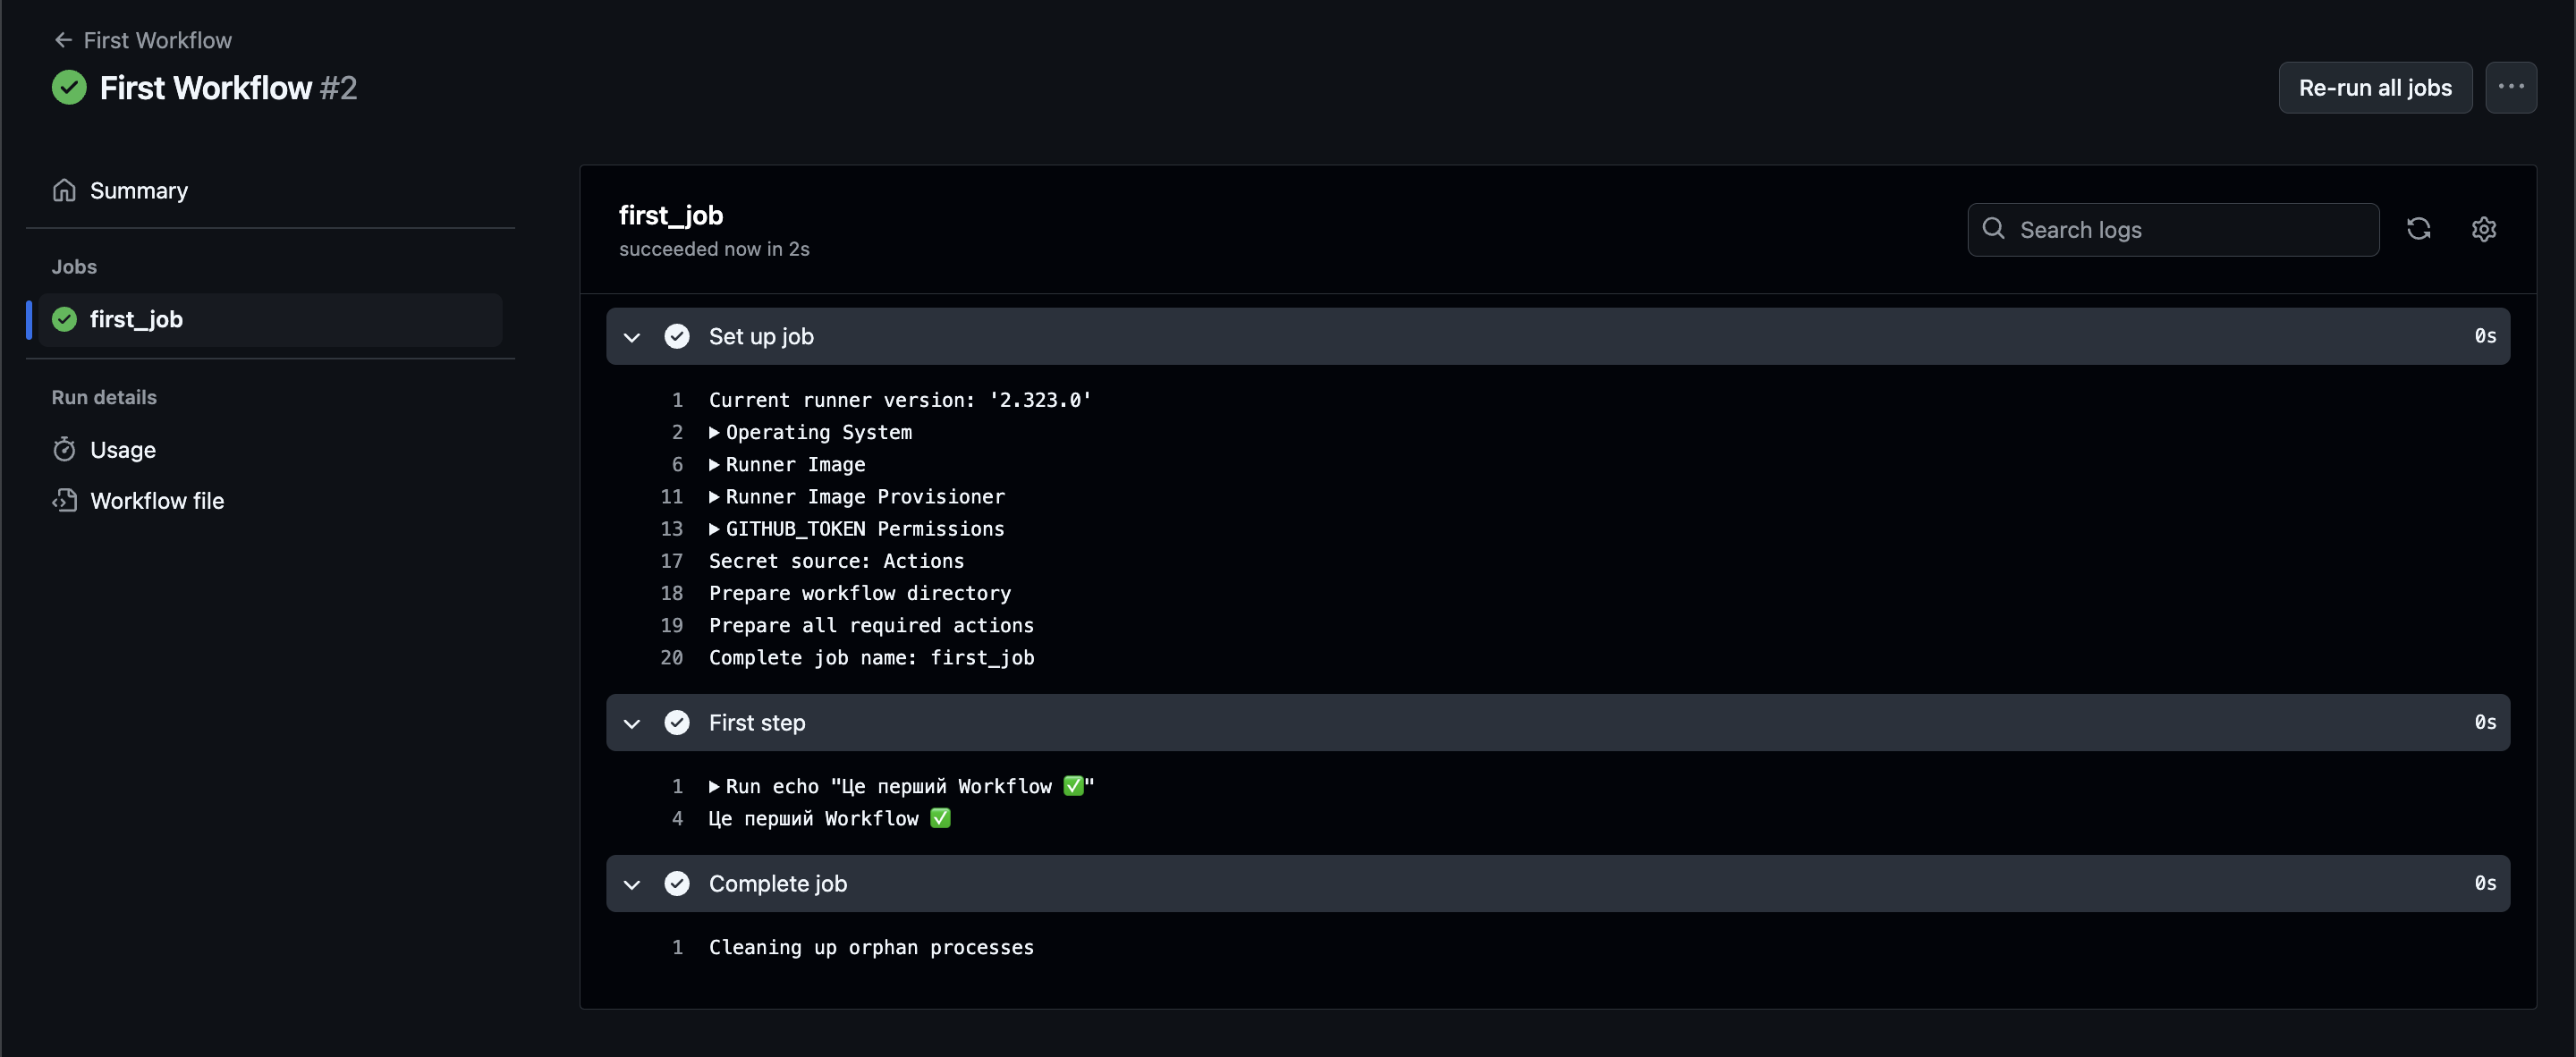 First Workflow
First Workflow #2
Re-run all jobs
Summary
Jobs
first_job
Run details
Usage
Workflow file
first_job
succeeded now in 2s
Search logs
Set up job 0s
1 Current runner version: '2.323.0'
2 ▶Operating System
6 ▶Runner Image
11 ▶Runner Image Provisioner
13 ▶GITHUB_TOKEN Permissions
17 Secret source: Actions
18 Prepare workflow directory
19 Prepare all required actions
20 Complete job name: first_job
First step 0s
1 ▶Run echo "Це перший Workflow ✅"
4 Це перший Workflow ✅
Complete job 0s
1 Cleaning up orphan processes